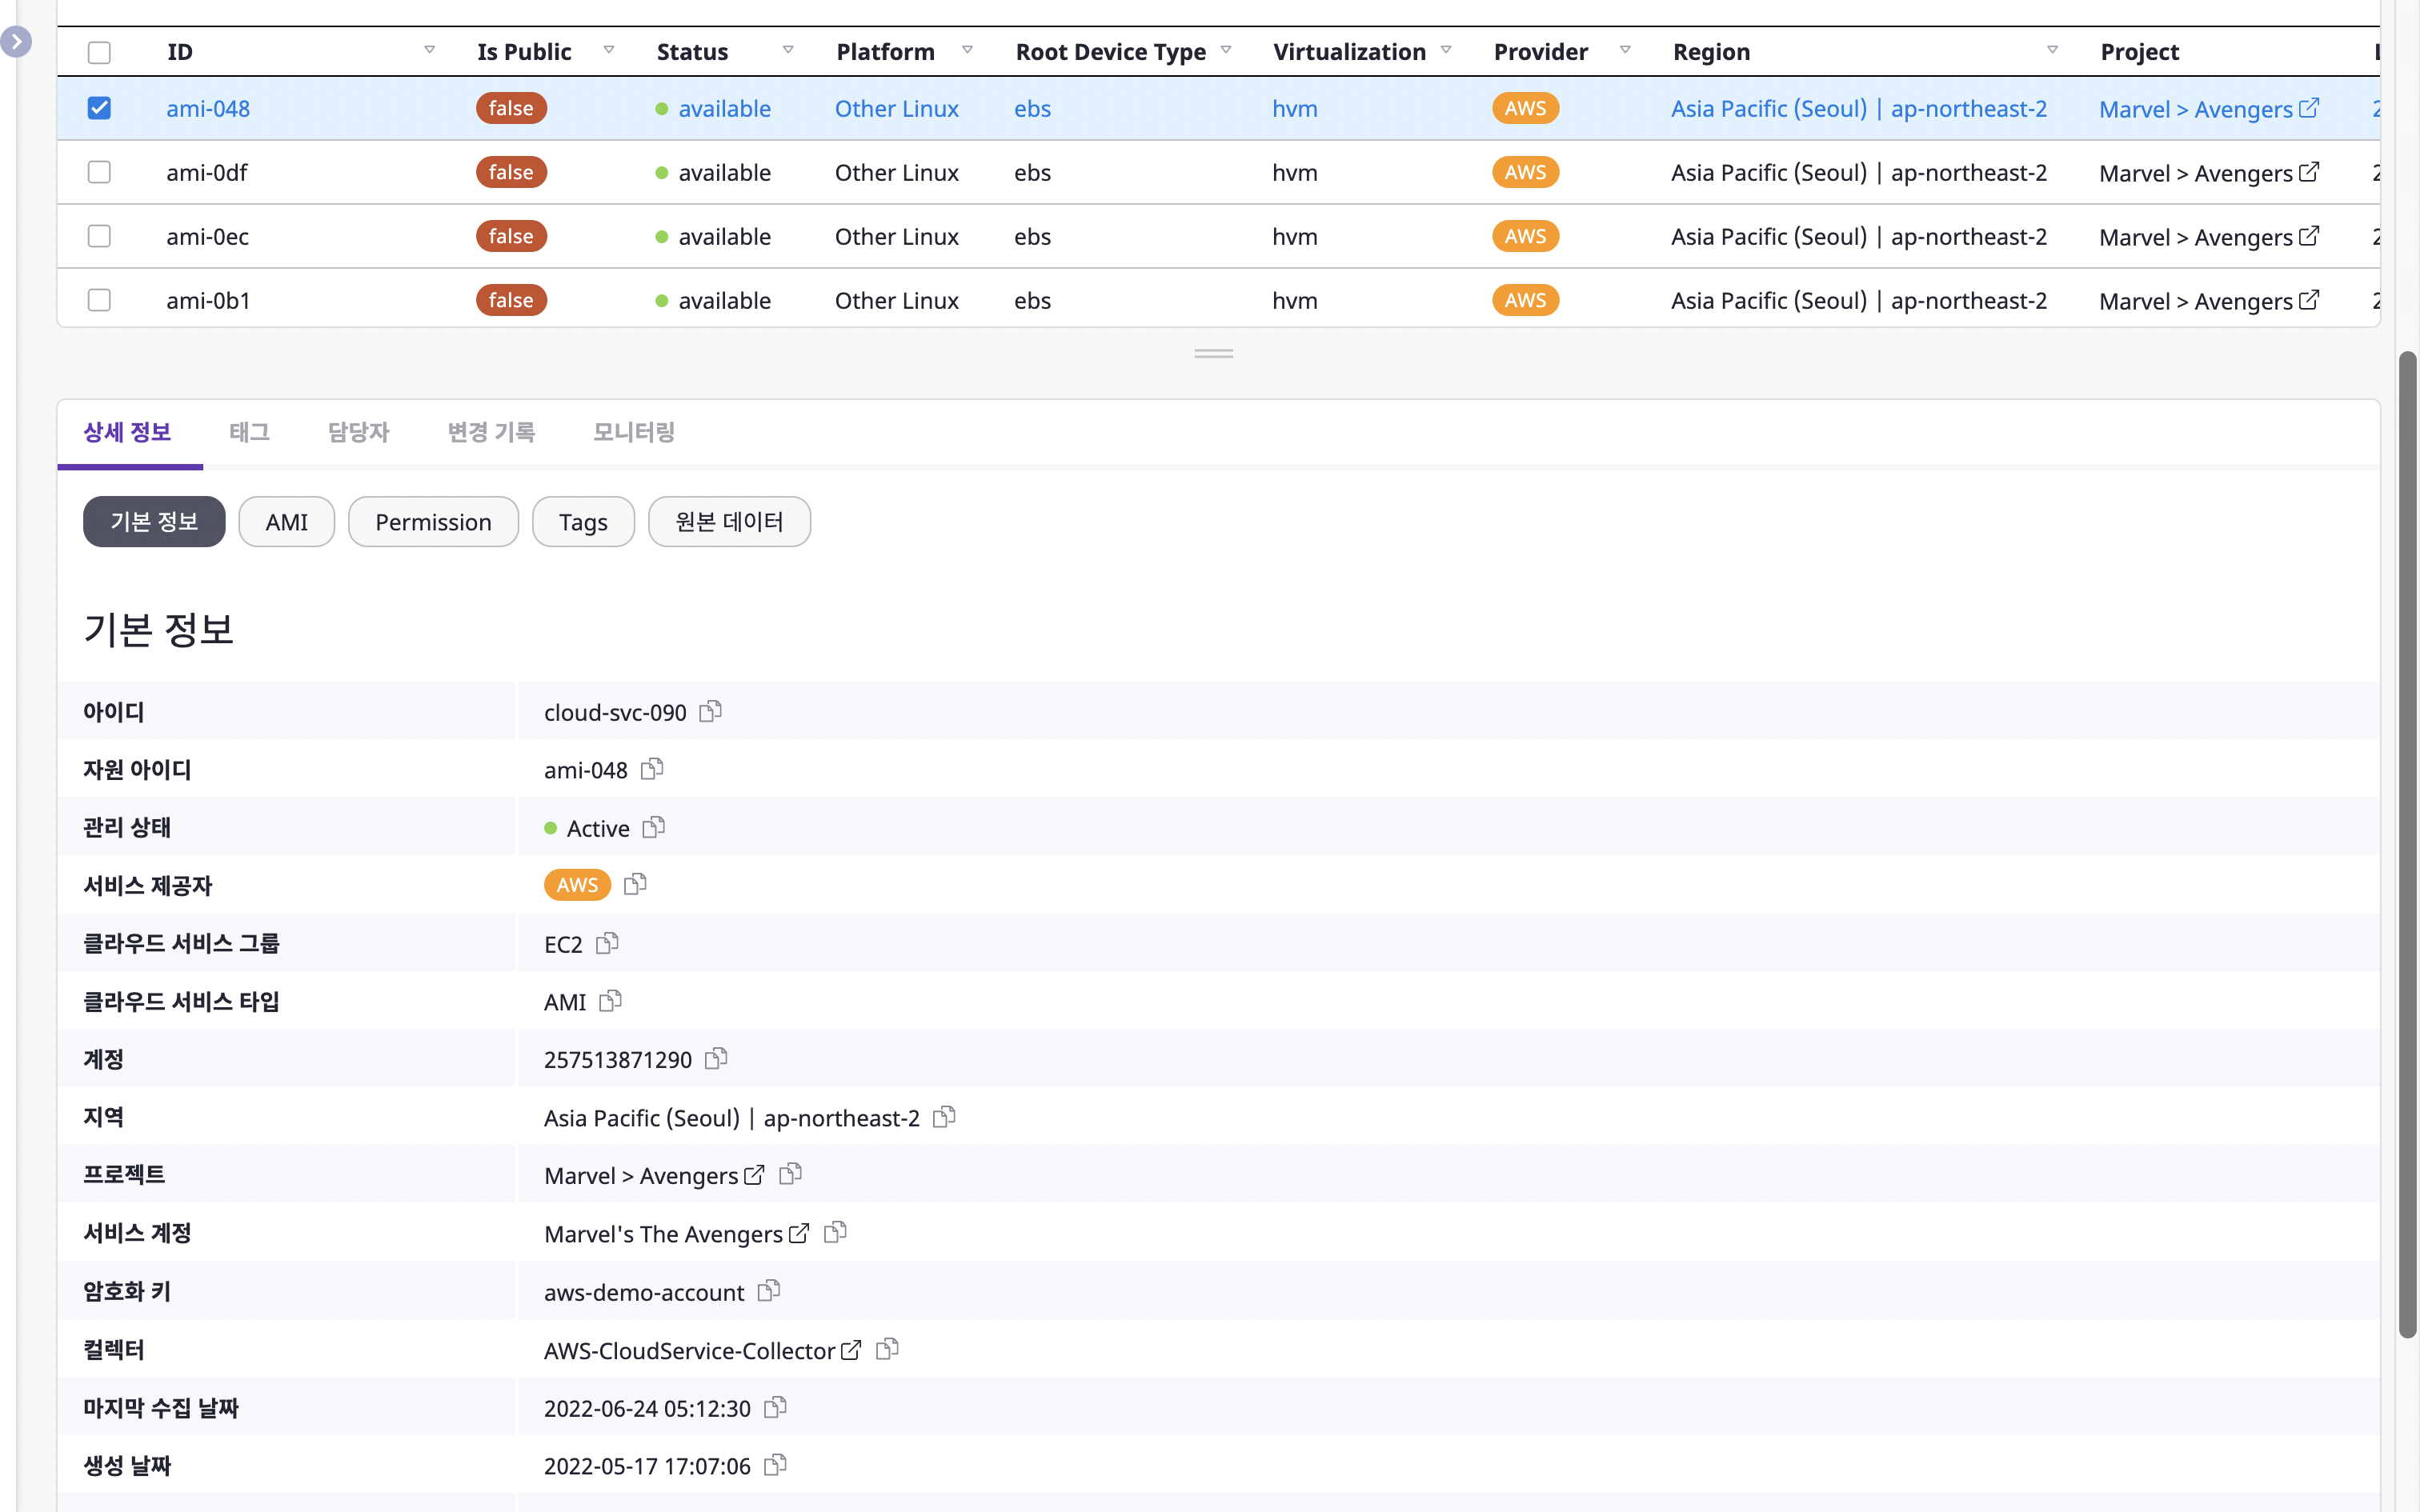 ID Is Public Status Platform Root Device Type Virtualization Provider Region Project
ami-048 false available Other Linux ebs hvm AWS Asia Pacific (Seoul) | ap-northeast-2 Marvel > Avengers
ami-0df false available Other Linux ebs hvm AWS Asia Pacific (Seoul) | ap-northeast-2 Marvel > Avengers
ami-0ec false available Other Linux ebs hvm AWS Asia Pacific (Seoul) | ap-northeast-2 Marvel > Avengers
ami-0b1 false available Other Linux ebs hvm AWS Asia Pacific (Seoul) | ap-northeast-2 Marvel > Avengers
상세 정보 태그 담당자 변경 기록 모니터링
기본 정보 AMI Permission Tags 원본 데이터
기본 정보
아이디 cloud-svc-090
자원 아이디 ami-048
관리 상태 Active
서비스 제공자 AWS
클라우드 서비스 그룹 EC2
클라우드 서비스 타입 AMI
계정 257513871290
지역 Asia Pacific (Seoul) | ap-northeast-2
프로젝트 Marvel > Avengers
서비스 계정 Marvel's The Avengers
암호화 키 aws-demo-account
컬렉터 AWS-CloudService-Collector
마지막 수집 날짜 2022-06-24 05:12:30
생성 날짜 2022-05-17 17:07:06